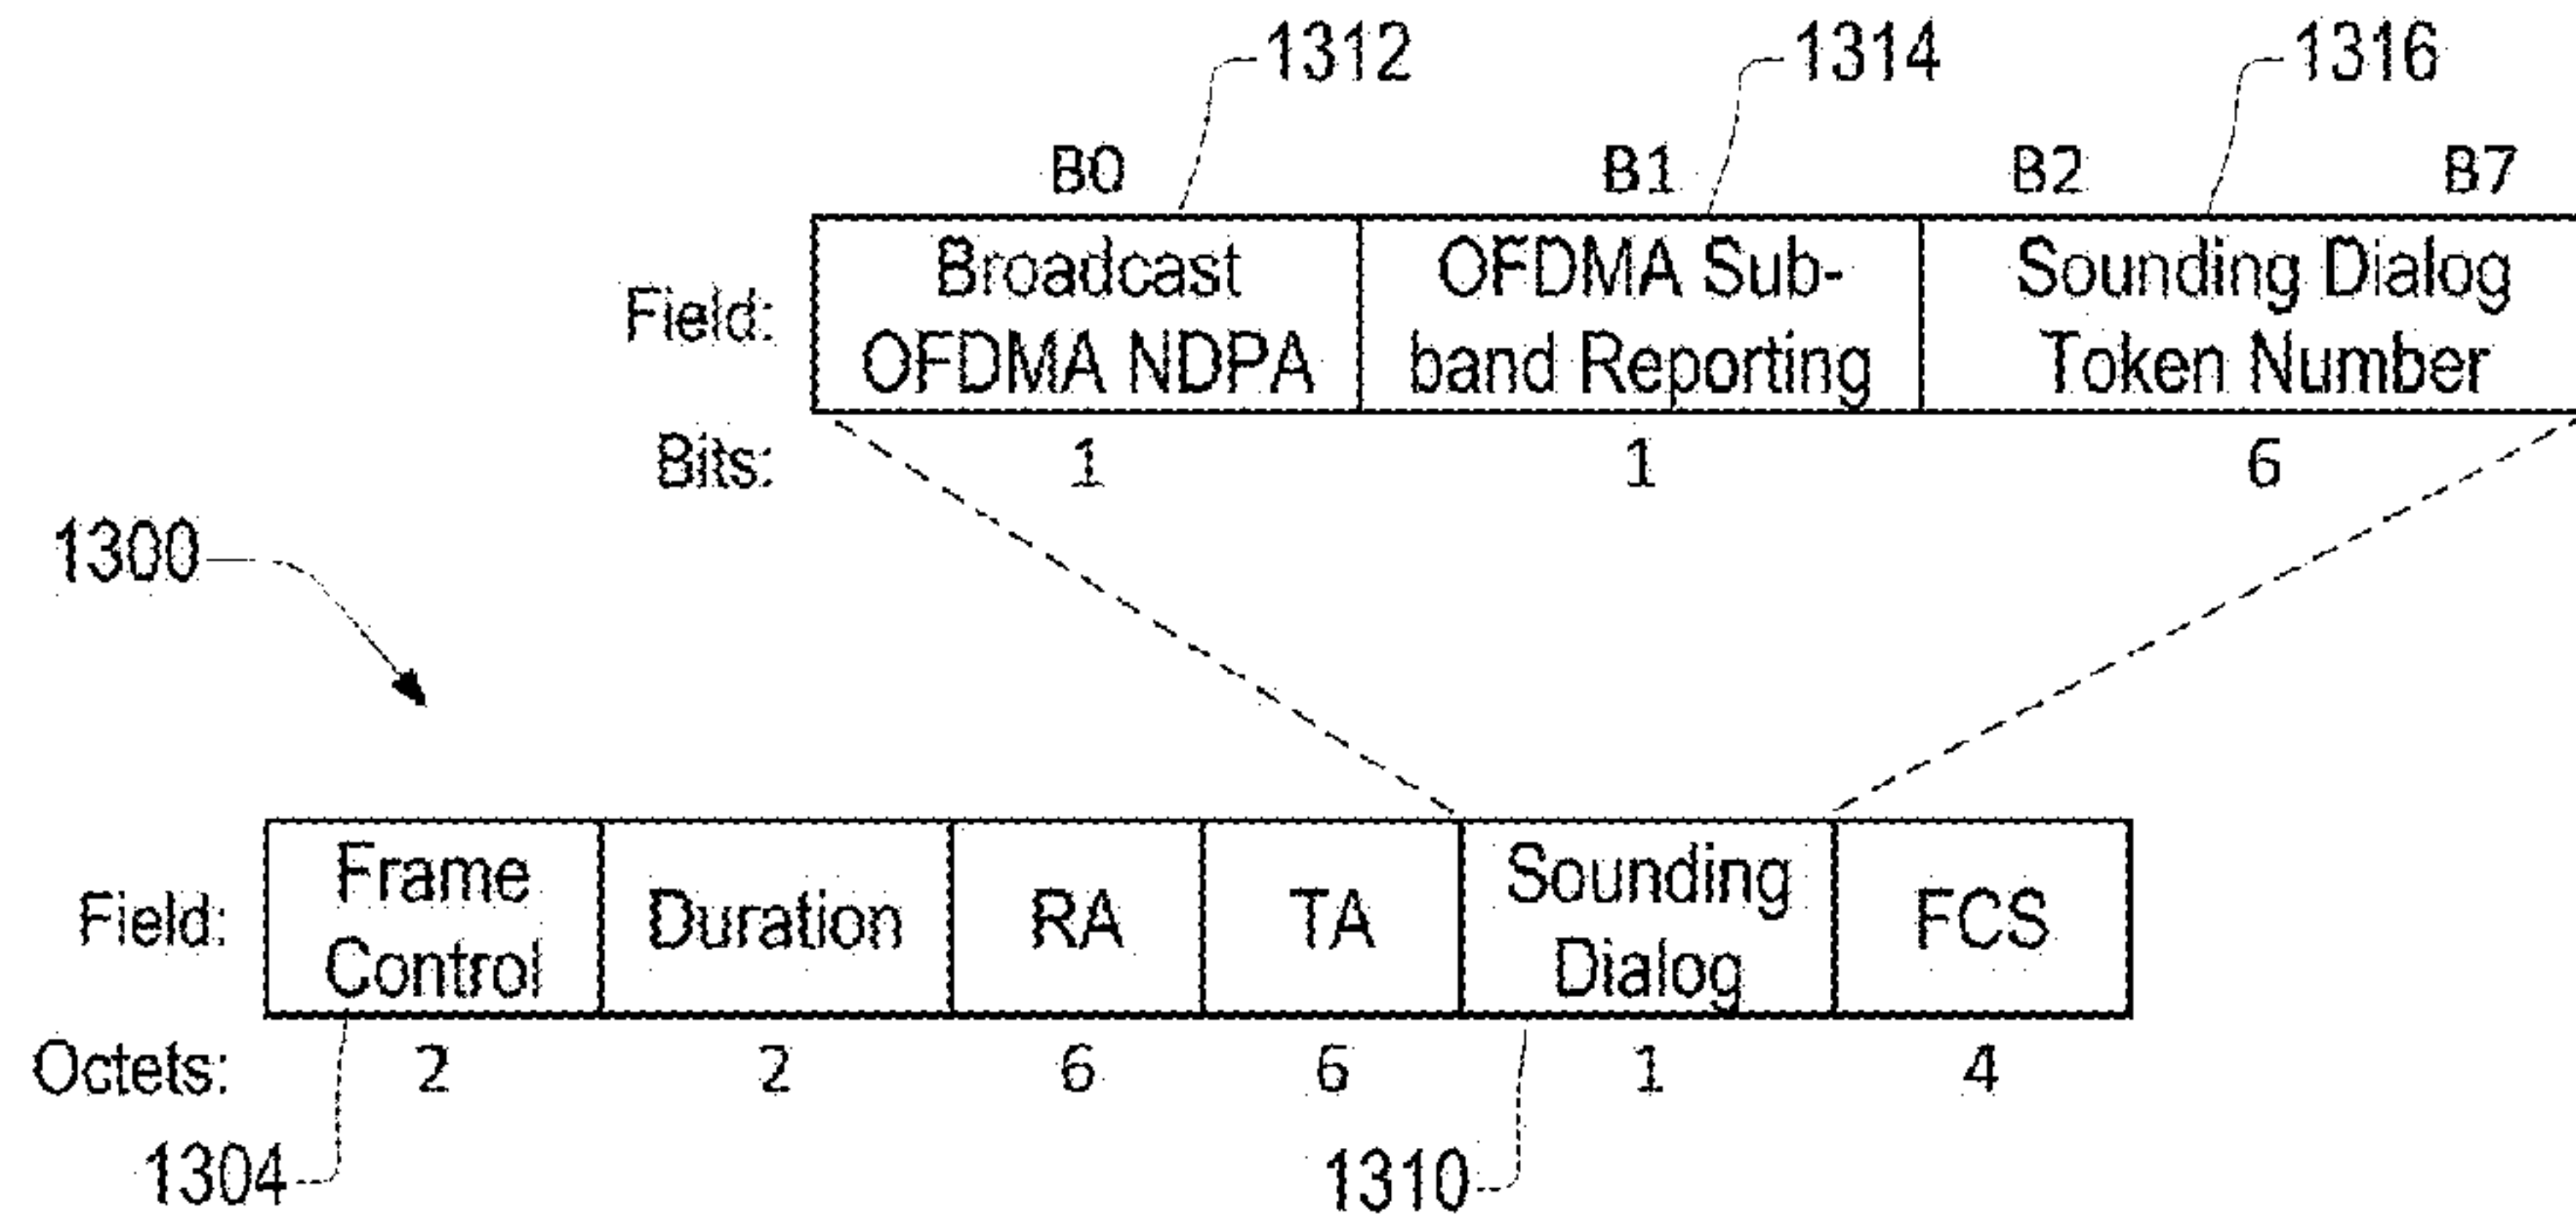 1312 1314 1316
B0 B1 B2 B7
Field: Broadcast OFDMA NDPA OFDMA Sub-band Reporting Sounding Dialog Token Number
Bits: 1 1 6
1300
Field: Frame Control Duration RA TA Sounding Dialog FCS
Octets: 2 2 6 6 1 4
1304 1310